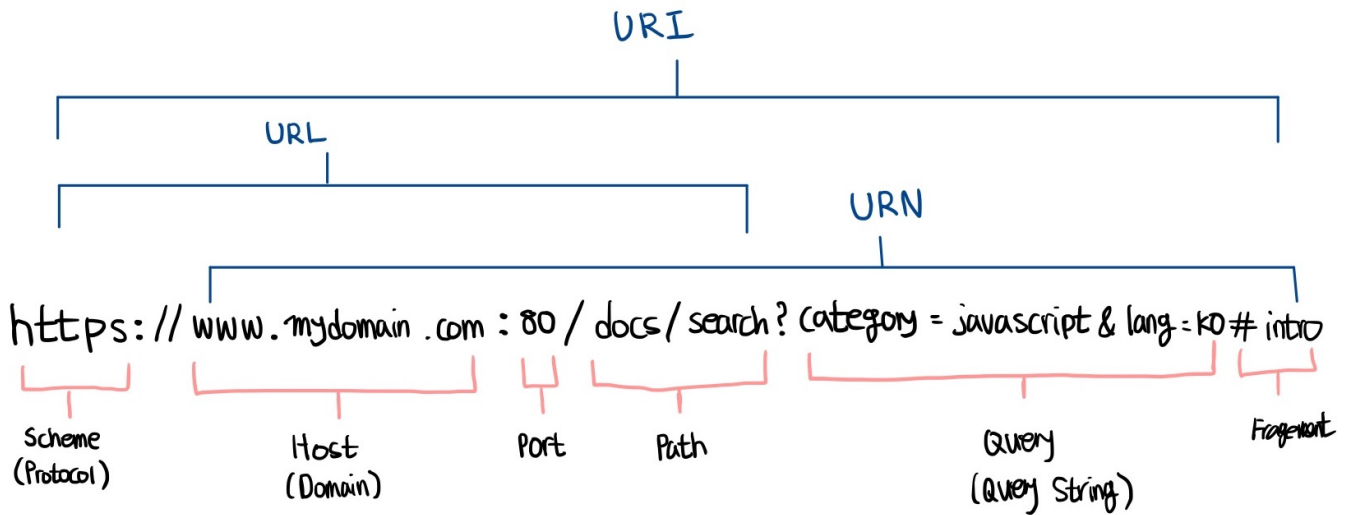 URI
URL
URN
https://www.mydomain.com:80/docs/search?category=javascript&lang=KO#intro
Scheme
(Protocol)
Host
(Domain)
Port
Path
Query
(Query String)
Fragement